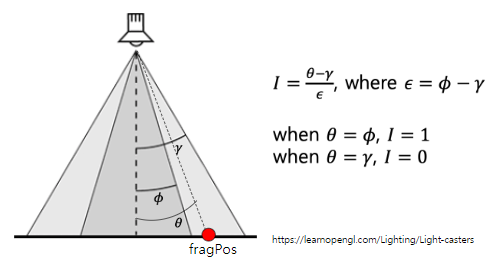 I = θ−γ/ϵ, where ϵ = ϕ − γ
when θ = ϕ, I = 1
when θ = γ, I = 0
γ
ϕ
θ
fragPos
https://learnopengl.com/Lighting/Light-casters